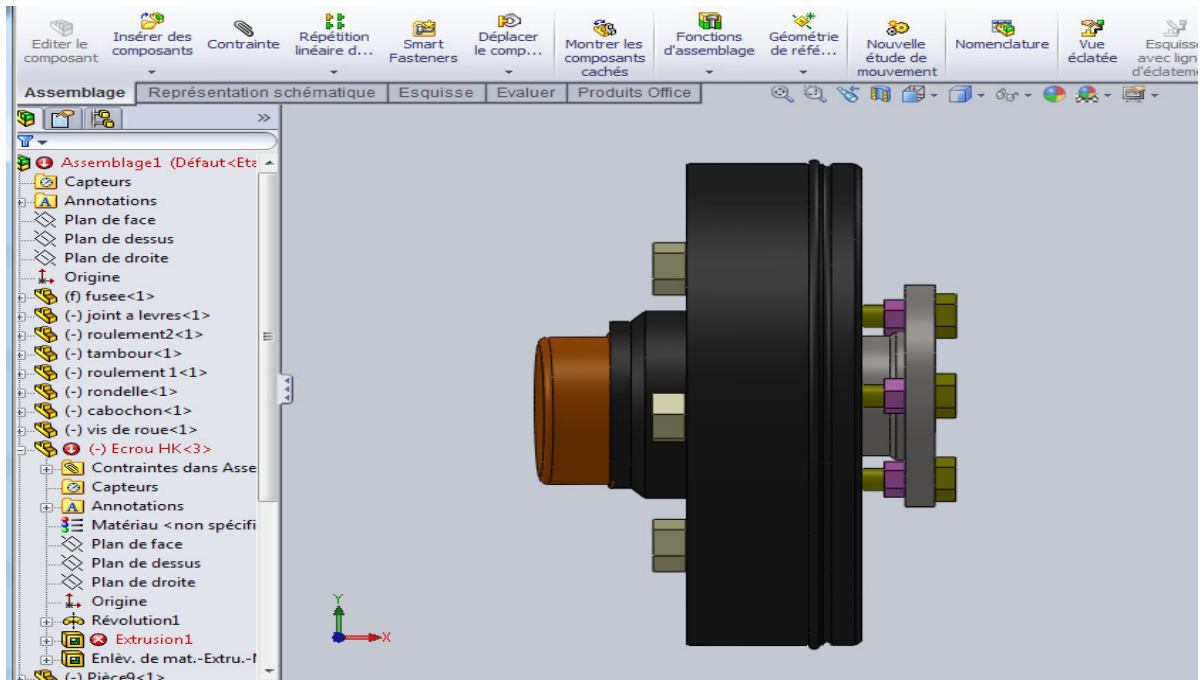 Editer le
composant
Insérer des
composants
Contrainte
Répétition
linéaire d...
Smart
Fasteners
Déplacer
le comp...
Montrer les
composants
cachés
Fonctions
d'assemblage
Géométrie
de réfé...
Nouvelle
étude de
mouvement
Nomenclature
Vue
éclatée
Esquisse
avec lign
d'éclateme
Assemblage Représentation schématique Esquisse Evaluer Produits Office
Assemblage1 (Défaut<Eta
Capteurs
A Annotations
Plan de face
Plan de dessus
Plan de droite
Origine
(f) fusee<1>
(-) joint a levres<1>
(-) roulement2<1>
(-) tambour<1>
(-) roulement 1<1>
(-) rondelle<1>
(-) cabochon<1>
(-) vis de roue<1>
(-) Ecrou HK<3>
Contraintes dans Asse
Capteurs
A Annotations
Matériau <non spécifi
Plan de face
Plan de dessus
Plan de droite
Origine
Révolution1
Extrusion1
Enlèv. de mat.-Extru.-
(-) Pièce9<1>
Y
X